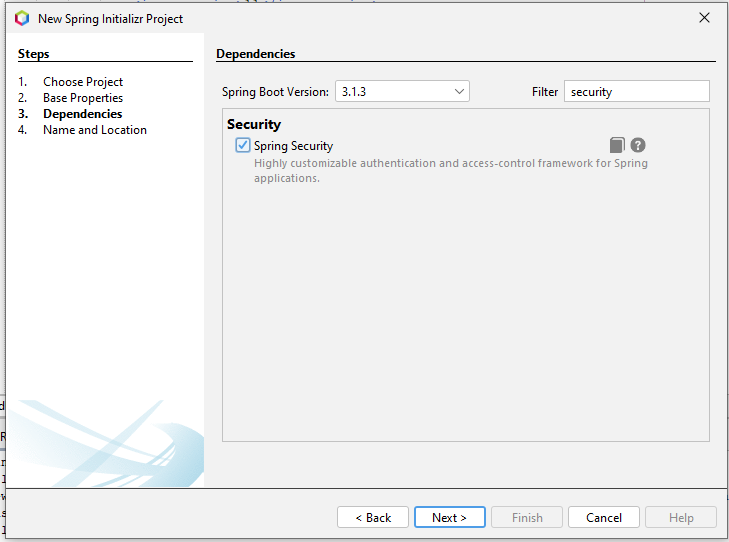 New Spring Initializr Project
Steps
1. Choose Project
2. Base Properties
3. Dependencies
4. Name and Location
Dependencies
Spring Boot Version: 3.1.3 Filter security
Security
Spring Security
Highly customizable authentication and access-control framework for Spring
applications.
< Back Next > Finish Cancel Help